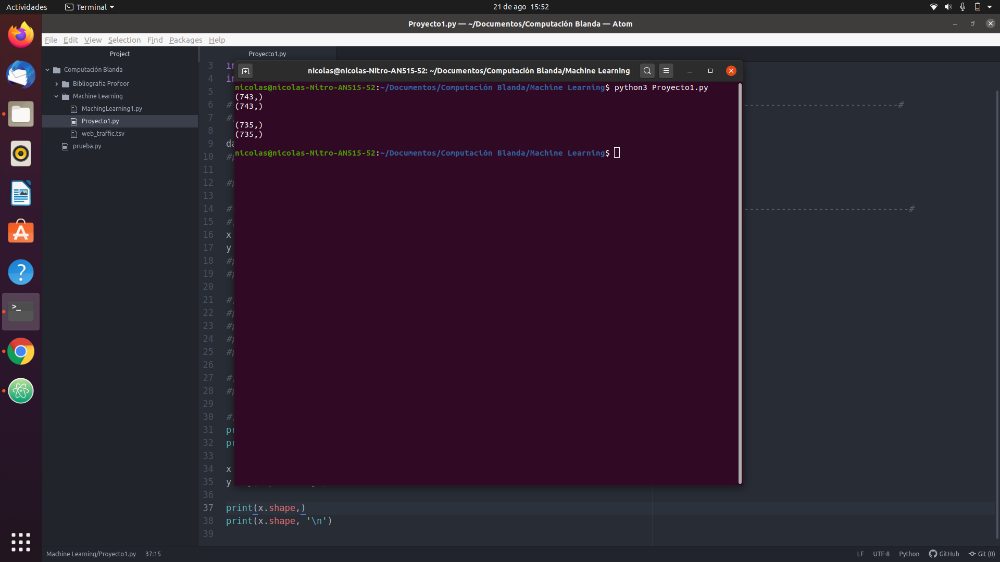 Actividades
Terminal
21 de ago 15:52
Proyecto1.py — ~/Documentos/Computación Blanda — Atom
File Edit View Selection Find Packages Help
Project
Computación Blanda
Bibliografia Profeor
Machine Learning
MachingLearning1.py
Proyecto1.py
web_traffic.tsv
prueba.py
Proyecto1.py
nicolas@nicolas-Nitro-AN515-52: ~/Documentos/Computación Blanda/Machine Learning
nicolas@nicolas-Nitro-AN515-52:~/Documentos/Computación Blanda/Machine Learning$ python3 Proyecto1.py
(743,)
(743,)
(735,)
(735,)
nicolas@nicolas-Nitro-AN515-52:~/Documentos/Computación Blanda/Machine Learning$
3
4
5
6 #
7 #
8
9
10
11
12
13
14 #
15 #
16 x
17 y
18
19
20
21 #
22
23
24
25
26
27 #
28
29
30 #
31
32
33
34 x
35 y
36
37 print(x.shape,)
38 print(x.shape, '\n')
39
Machine Learning/Proyecto1.py 37:15
LF UTF-8 Python GitHub Git (0)